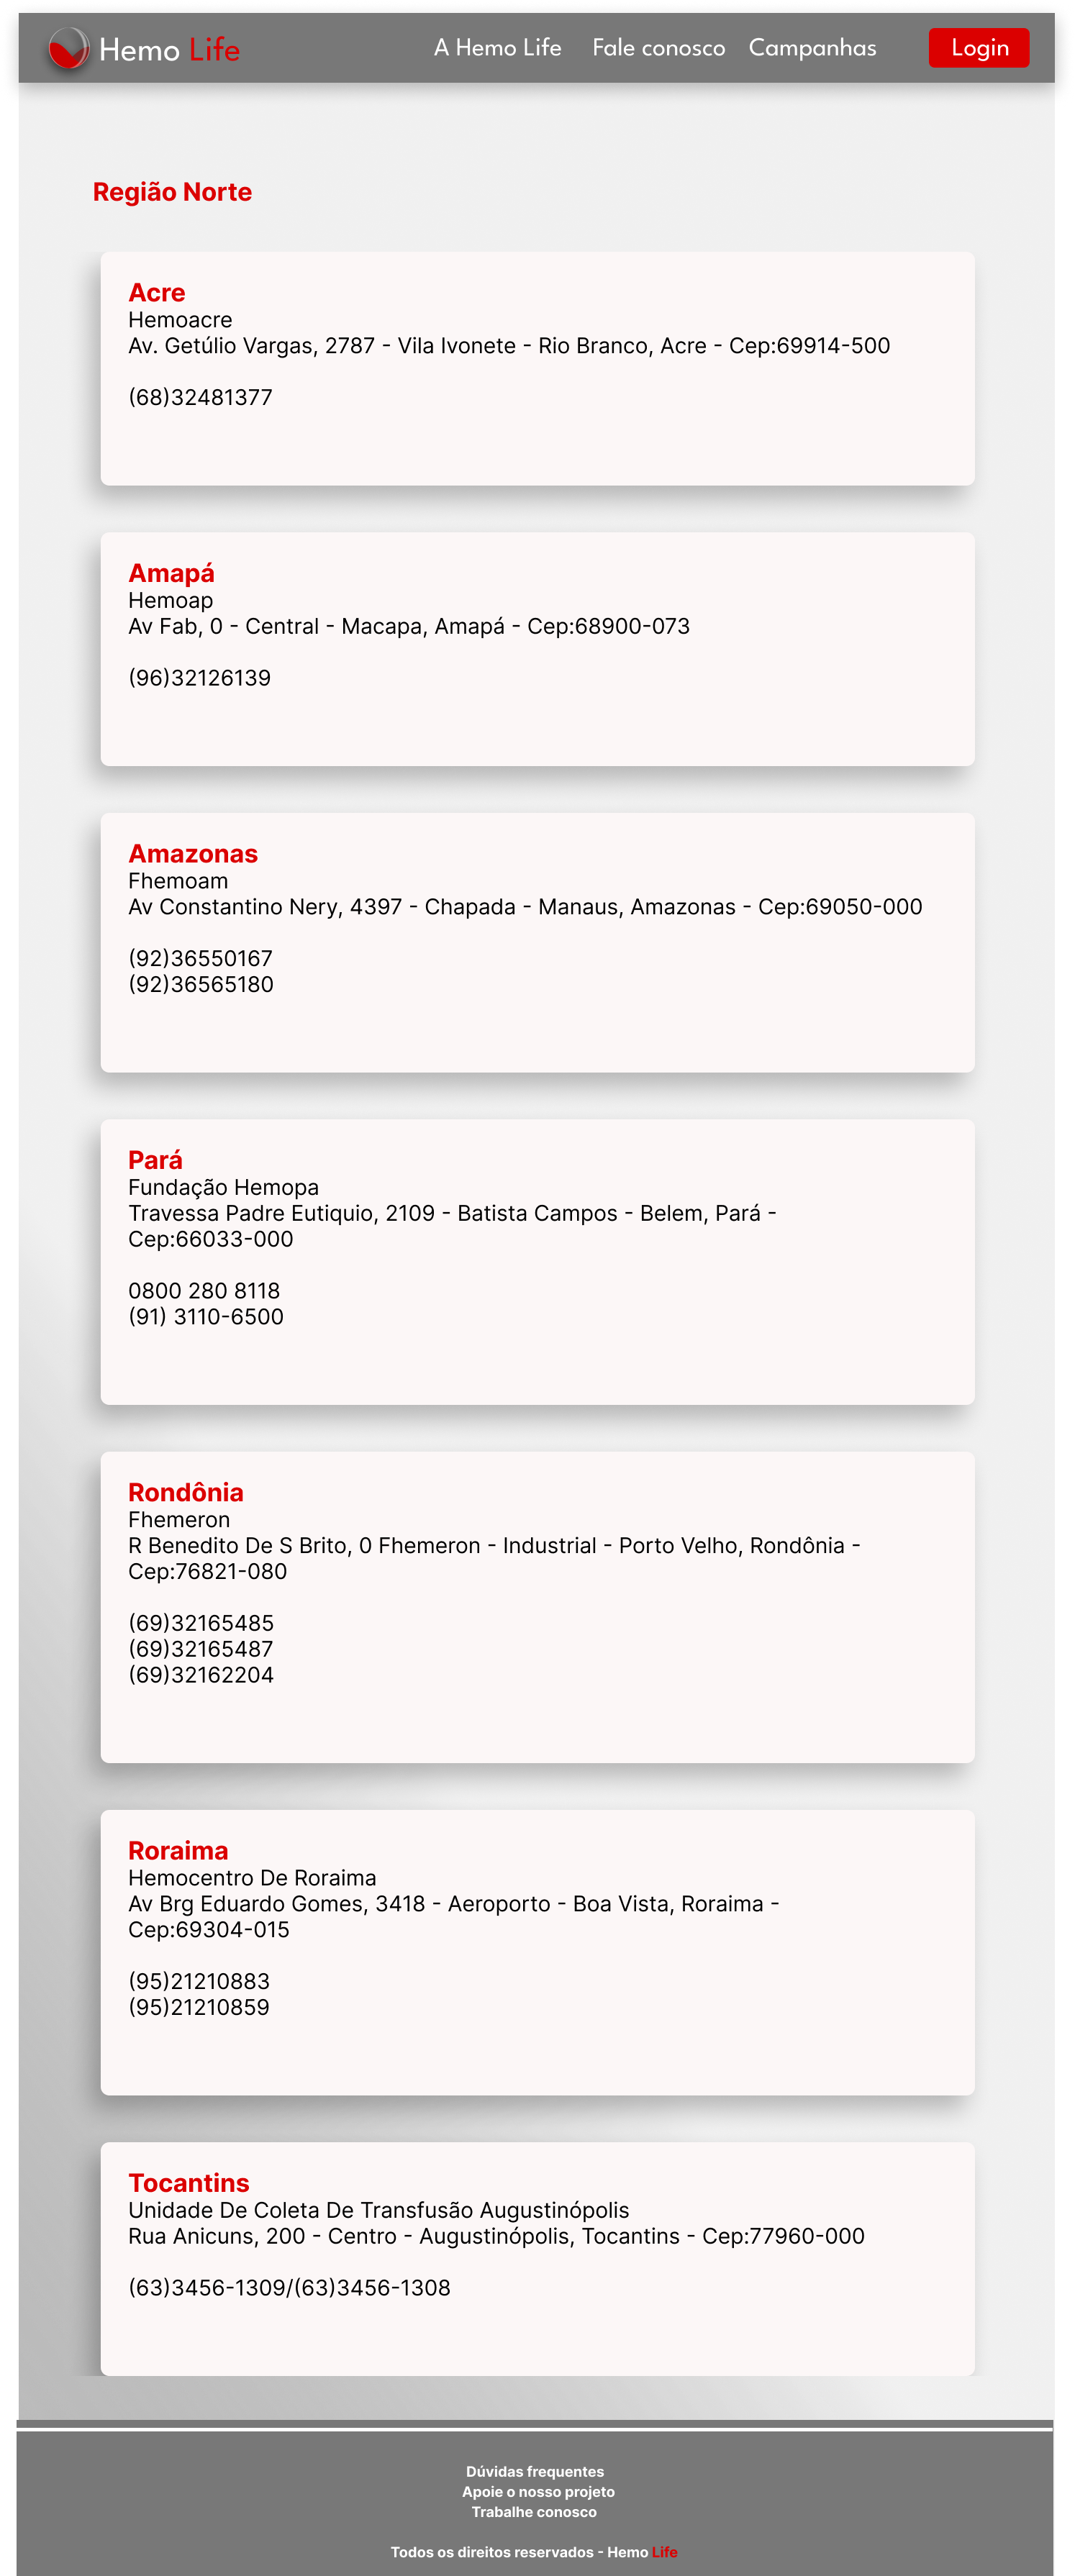 Hemo Life
A Hemo Life
Fale conosco
Campanhas
Login
Região Norte
Acre
Hemoacre
Av. Getúlio Vargas, 2787 - Vila Ivonete - Rio Branco, Acre - Cep:69914-500
(68)32481377
Amapá
Hemoap
Av Fab, 0 - Central - Macapa, Amapá - Cep:68900-073
(96)32126139
Amazonas
Fhemoam
Av Constantino Nery, 4397 - Chapada - Manaus, Amazonas - Cep:69050-000
(92)36550167
(92)36565180
Pará
Fundação Hemopa
Travessa Padre Eutiquio, 2109 - Batista Campos - Belem, Pará -
Cep:66033-000
0800 280 8118
(91) 3110-6500
Rondônia
Fhemeron
R Benedito De S Brito, 0 Fhemeron - Industrial - Porto Velho, Rondônia -
Cep:76821-080
(69)32165485
(69)32165487
(69)32162204
Roraima
Hemocentro De Roraima
Av Brg Eduardo Gomes, 3418 - Aeroporto - Boa Vista, Roraima -
Cep:69304-015
(95)21210883
(95)21210859
Tocantins
Unidade De Coleta De Transfusão Augustinópolis
Rua Anicuns, 200 - Centro - Augustinópolis, Tocantins - Cep:77960-000
(63)3456-1309/(63)3456-1308
Dúvidas frequentes
Apoie o nosso projeto
Trabalhe conosco
Todos os direitos reservados - Hemo Life